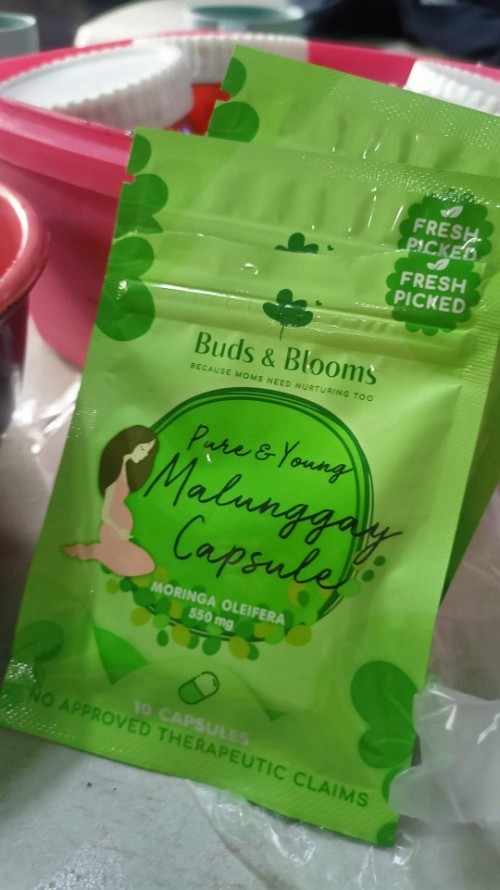 FRESH
PICKED
FRESH
PICKED
Buds & Blooms
BECAUSE MOMS NEED NURTURING TOO
Pure & Young
Malunggay
Capsule
MORINGA OLEIFERA
550 mg
10 CAPSULES
NO APPROVED THERAPEUTIC CLAIMS